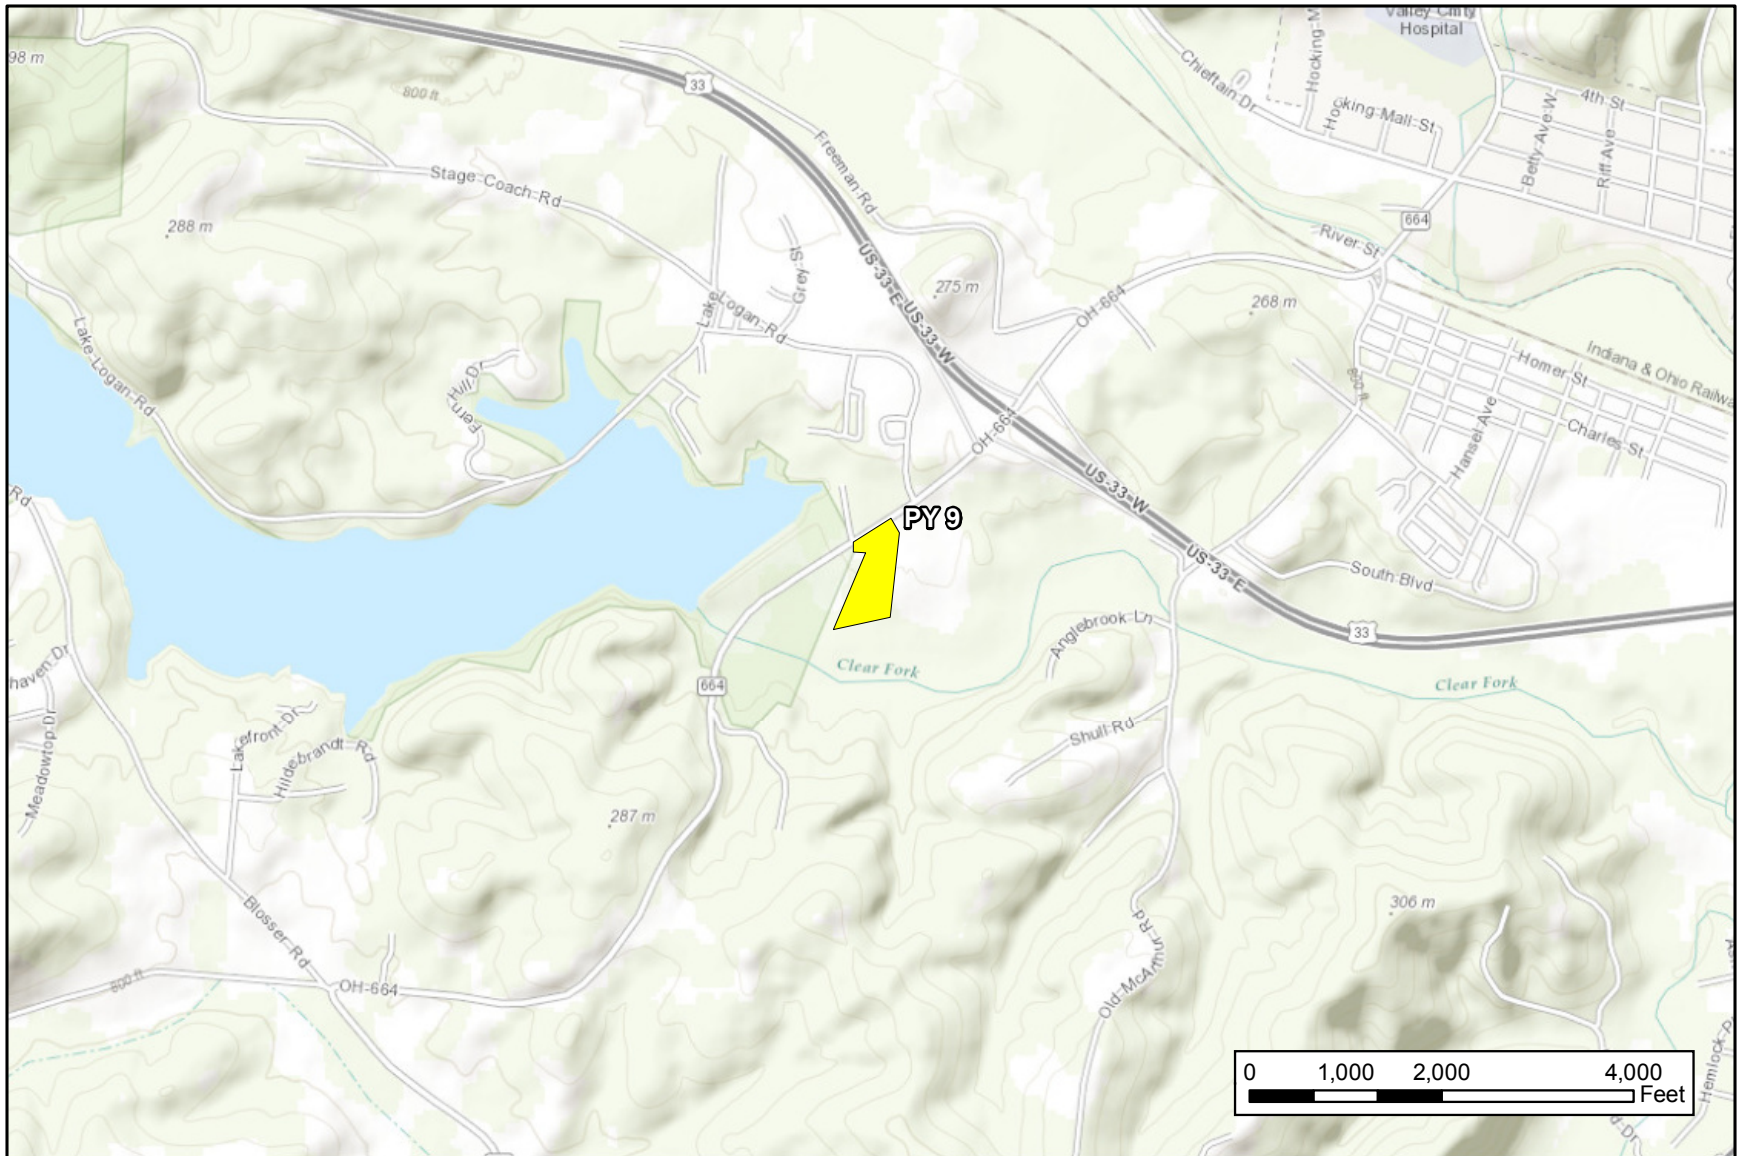 Valley Cmty
Hospital
98 m
800 ft
33
Chieftain Dr
Hocking Mall St
4th St
Betty Ave W
Riff Ave
Freeman Rd
Stage Coach Rd
288 m
664
River St
Grey St
US-33-E
US-33-W
275 m
OH-664
268 m
Lake Logan Rd
Lake Logan Rd
Fern Hill Dr
Homer St
Indiana & Ohio Railwa
800 ft
Hansel Ave
Charles St
OH-664
US-33-W
Rd
PY 9
US-33-E
South Blvd
33
Anglebrook Ln
Clear Fork
Clear Fork
664
haven Dr
Meadowtop Dr
Lakefront Dr
Hildebrandt Rd
Shull Rd
287 m
Blosser Rd
306 m
Old McArthur Rd
800 ft
OH-664
Hemlock
0 1,000 2,000 4,000
Feet
d Dr